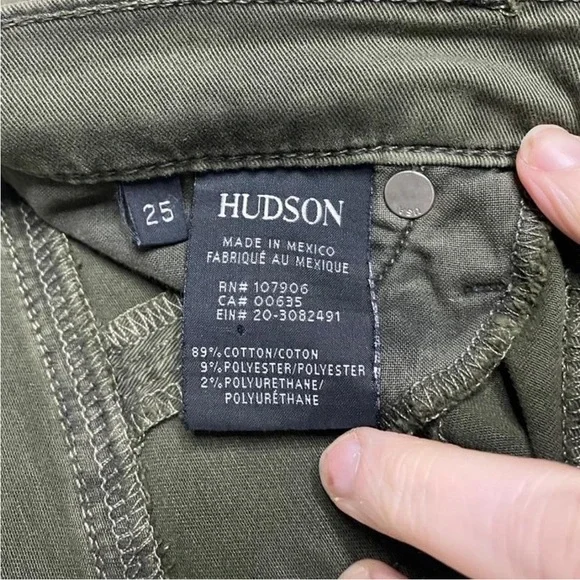 25
HUDSON
MADE IN MEXICO
FABRIQUÉ AU MEXIQUE
RN# 107906
CA# 00635
EIN# 20-3082491
89% COTTON/COTON
9% POLYESTER/POLYESTER
2% POLYURETHANE/
POLYURÉTHANE